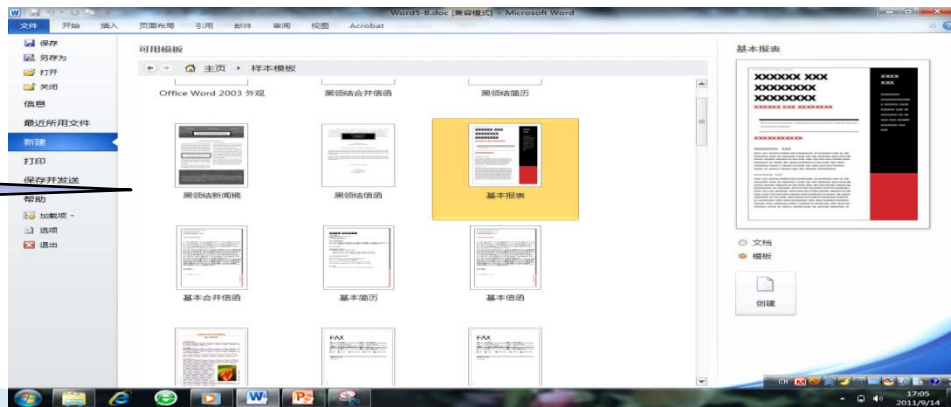 Word5-B.doc [兼容模式] - Microsoft Word
文件 开始 插入 页面布局 引用 邮件 审阅 视图 Acrobat
保存
另存为
打开
关闭
信息
最近所用文件
新建
打印
保存并发送
帮助
加载项
选项
退出
可用模板
主页 样本模板
Office Word 2003 外观 黑领结合并信函 黑领结简历
黑领结新闻稿 黑领结信函 基本报表
基本合并信函 基本简历 基本信函
FAX FAX
基本报表
XXXXXX XXX
XXXXXXXX
XXXXXXXX
文档
模板
创建
CH
17:05
2011/9/14